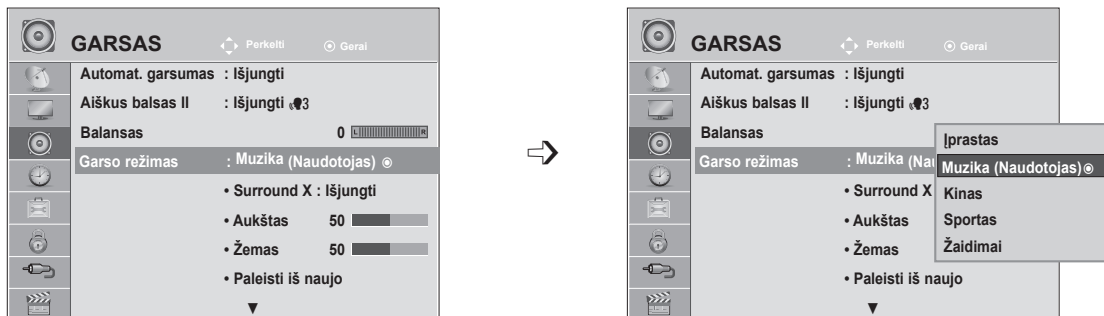 GARSAS Perkelti Gerai
Automat. garsumas : Išjungti
Aiškus balsas II : Išjungti 3
Balansas 0 L R
Garso režimas : Muzika (Naudotojas)
• Surround X : Išjungti
• Aukštas 50
• Žemas 50
• Paleisti iš naujo
▼
GARSAS Perkelti Gerai
Automat. garsumas : Išjungti
Aiškus balsas II : Išjungti 3
Balansas
Garso režimas : Muzika (Nau
• Surround X
• Aukštas
• Žemas
• Paleisti iš naujo
▼
Įprastas
Muzika (Naudotojas)
Kinas
Sportas
Žaidimai